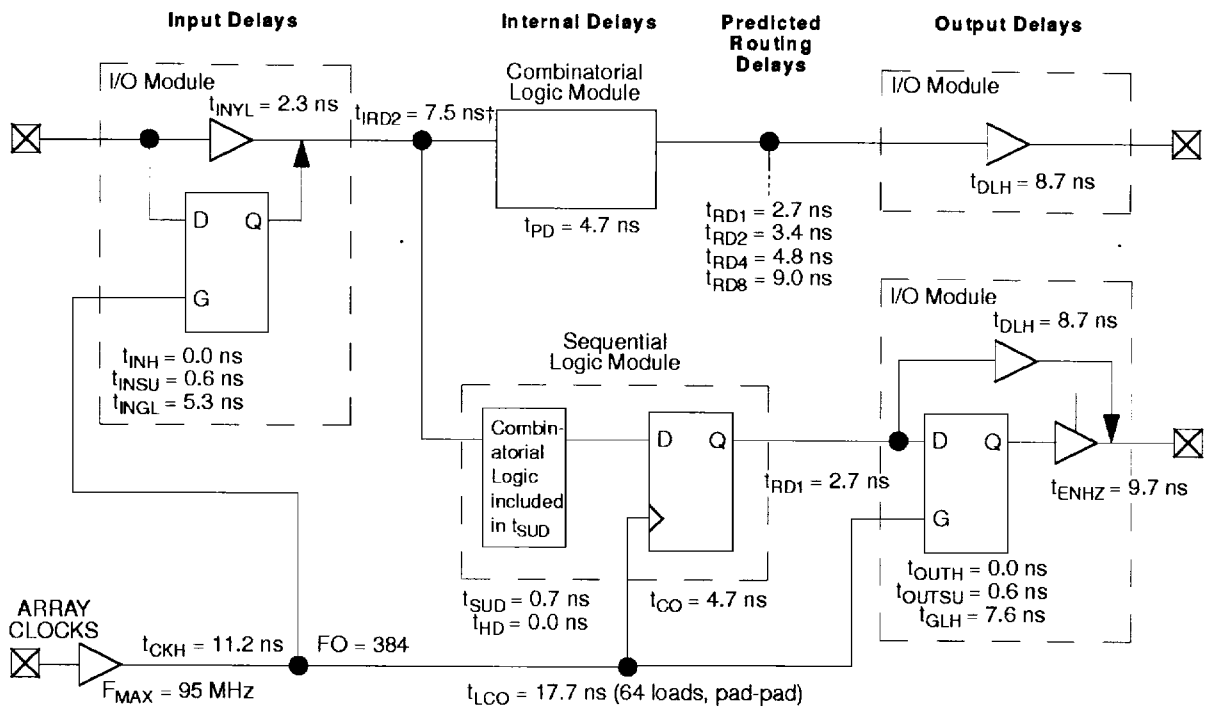 Input Delays
Internal Delays
Predicted
Routing
Delays
Output Delays
I/O Module
tINYL = 2.3 ns
tIRD2 = 7.5 ns†
Combinatorial
Logic Module
I/O Module
D Q
G
tPD = 4.7 ns
tDLH = 8.7 ns
tRD1 = 2.7 ns
tRD2 = 3.4 ns
tRD4 = 4.8 ns
tRD8 = 9.0 ns
tINH = 0.0 ns
tINSU = 0.6 ns
tINGL = 5.3 ns
Sequential
Logic Module
I/O Module
tDLH = 8.7 ns
Combin-
atorial
Logic
included
in tSUD
D Q
tRD1 = 2.7 ns
D Q
G
tENHZ = 9.7 ns
tSUD = 0.7 ns
tHD = 0.0 ns
tCO = 4.7 ns
tOUTH = 0.0 ns
tOUTSU = 0.6 ns
tGLH = 7.6 ns
ARRAY
CLOCKS
tCKH = 11.2 ns
FO = 384
FMAX = 95 MHz
tLCO = 17.7 ns (64 loads, pad-pad)